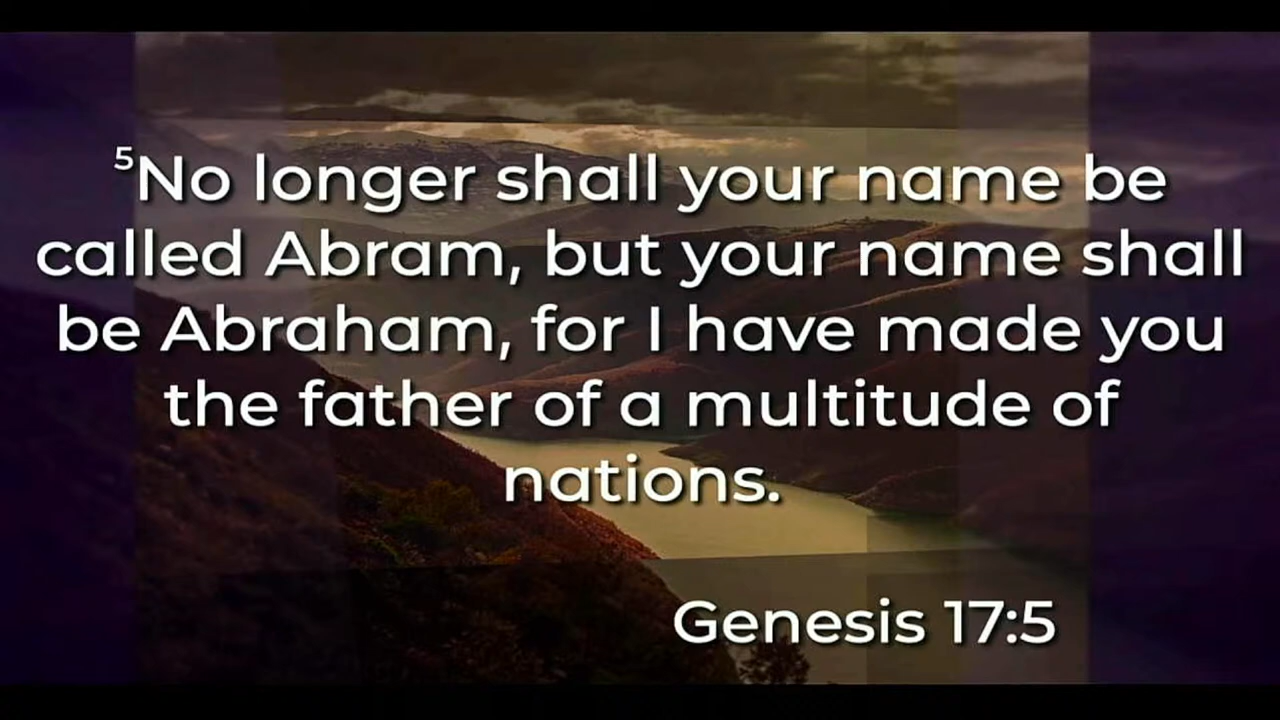 ⁵No longer shall your name be
called Abram, but your name shall
be Abraham, for I have made you
the father of a multitude of
nations.
Genesis 17:5